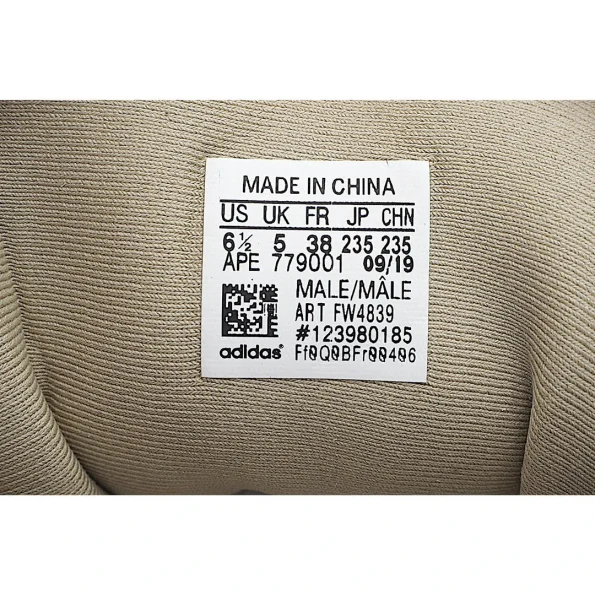 MADE IN CHINA
US UK FR JP CHN
6½ 5 38 235 235
APE 779001 09/19
MALE/MÂLE
ART FW4839
#123980185
adidas Ff0Q0BFr00406